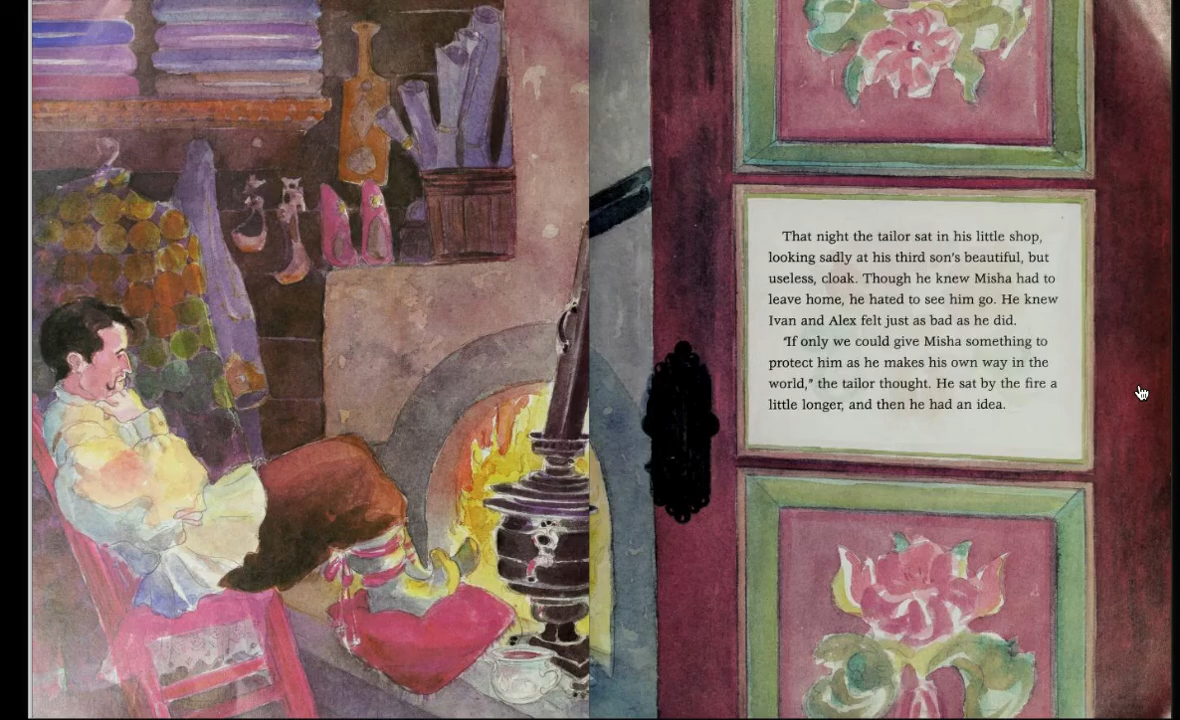 That night the tailor sat in his little shop,
looking sadly at his third son's beautiful, but
useless, cloak. Though he knew Misha had to
leave home, he hated to see him go. He knew
Ivan and Alex felt just as bad as he did.
"If only we could give Misha something to
protect him as he makes his own way in the
world," the tailor thought. He sat by the fire a
little longer, and then he had an idea.